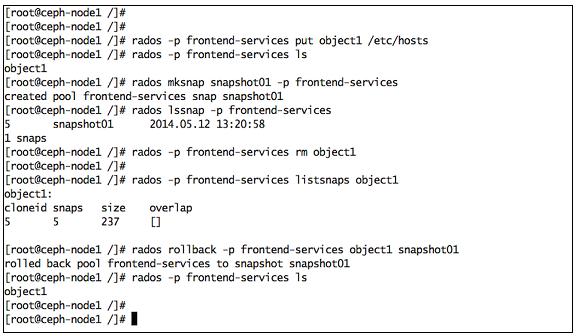 [root@ceph-node1 /]#
[root@ceph-node1 /]#
[root@ceph-node1 /]# rados -p frontend-services put object1 /etc/hosts
[root@ceph-node1 /]# rados -p frontend-services ls
object1
[root@ceph-node1 /]# rados mksnap snapshot01 -p frontend-services
created pool frontend-services snap snapshot01
[root@ceph-node1 /]# rados lssnap -p frontend-services
5 snapshot01 2014.05.12 13:20:58
1 snaps
[root@ceph-node1 /]# rados -p frontend-services rm object1
[root@ceph-node1 /]#
[root@ceph-node1 /]# rados -p frontend-services listsnaps object1
object1:
cloneid snaps size overlap
5 5 237 []
[root@ceph-node1 /]# rados rollback -p frontend-services object1 snapshot01
rolled back pool frontend-services to snapshot snapshot01
[root@ceph-node1 /]# rados -p frontend-services ls
object1
[root@ceph-node1 /]#
[root@ceph-node1 /]#